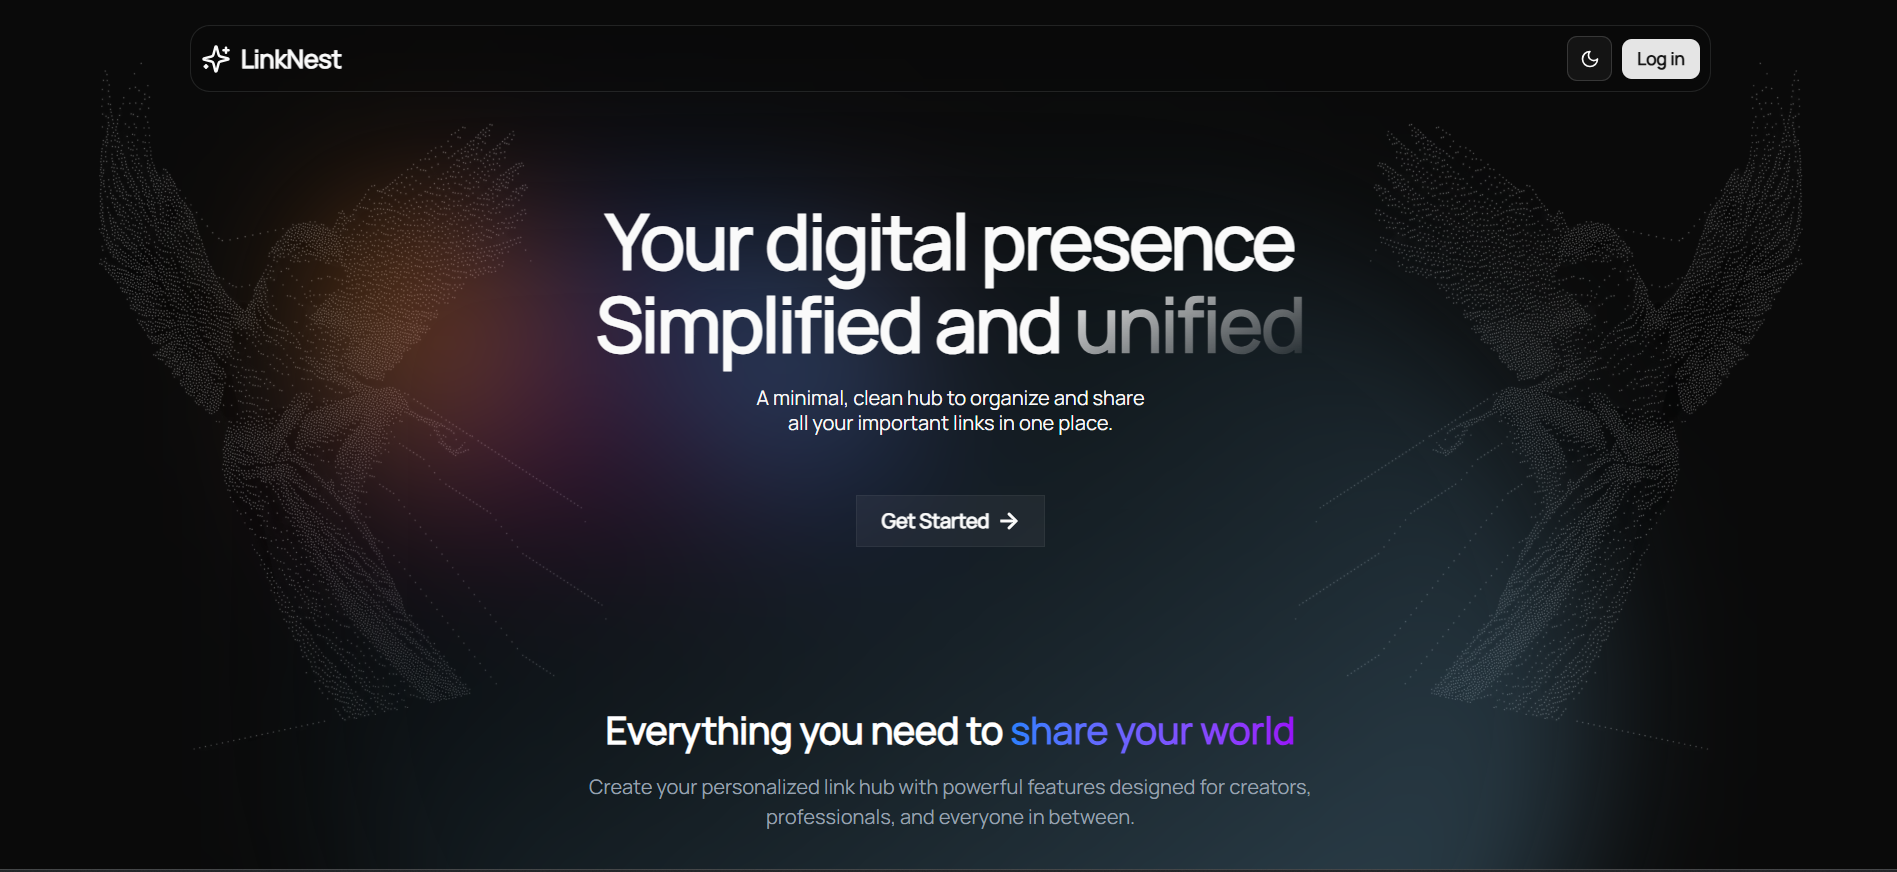 LinkNest
Log in
Your digital presence
Simplified and unified
A minimal, clean hub to organize and share
all your important links in one place.
Get Started
Everything you need to share your world
Create your personalized link hub with powerful features designed for creators,
professionals, and everyone in between.